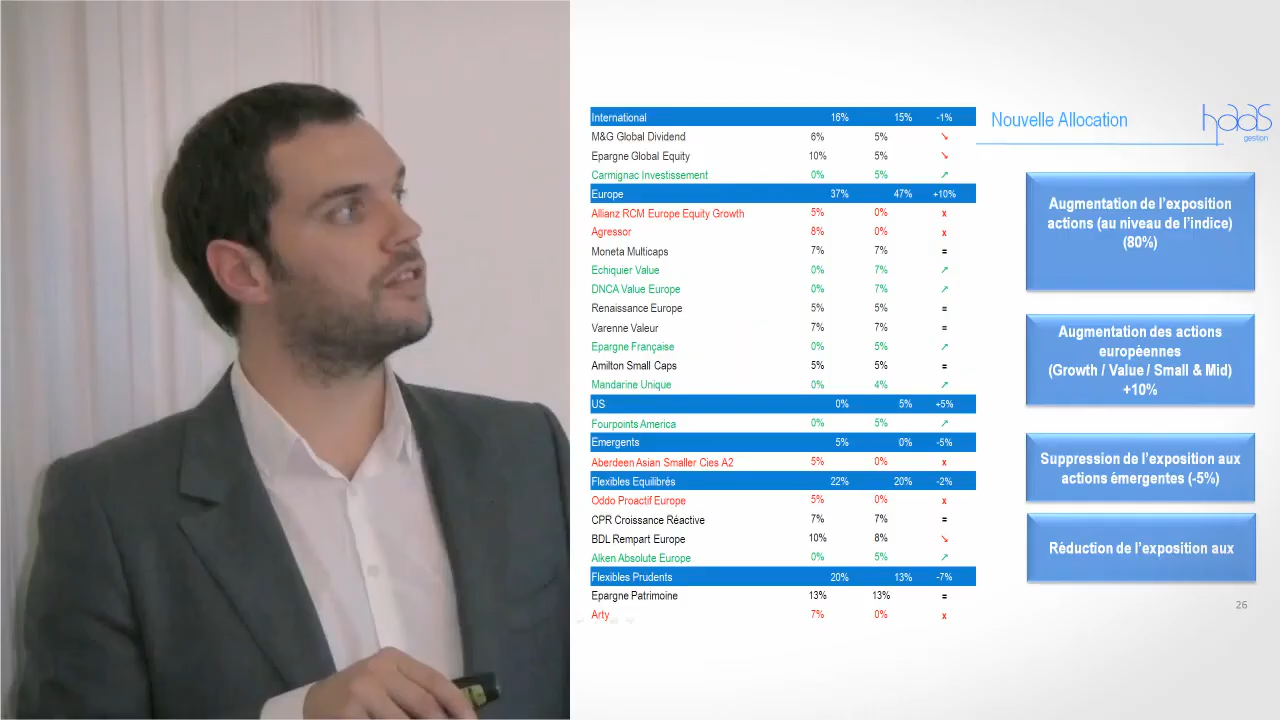 International 16% 15% -1%
M&G Global Dividend 6% 5% ↘
Epargne Global Equity 10% 5% ↘
Carmignac Investissement 0% 5% ↗
Europe 37% 47% +10%
Allianz RCM Europe Equity Growth 5% 0% x
Agressor 8% 0% x
Moneta Multicaps 7% 7% =
Echiquier Value 0% 7% ↗
DNCA Value Europe 0% 7% ↗
Renaissance Europe 5% 5% =
Varenne Valeur 7% 7% =
Epargne Française 0% 5% ↗
Amilton Small Caps 5% 5% =
Mandarine Unique 0% 4% ↗
US 0% 5% +5%
Fourpoints America 0% 5% ↗
Emergents 5% 0% -5%
Aberdeen Asian Smaller Cies A2 5% 0% x
Flexibles Equilibrés 22% 20% -2%
Oddo Proactif Europe 5% 0% x
CPR Croissance Réactive 7% 7% =
BDL Rempart Europe 10% 8% ↘
Alken Absolute Europe 0% 5% ↗
Flexibles Prudents 20% 13% -7%
Epargne Patrimoine 13% 13% =
Arty 7% 0% x
Nouvelle Allocation
haas
gestion
Augmentation de l'exposition
actions (au niveau de l'indice)
(80%)
Augmentation des actions
européennes
(Growth / Value / Small & Mid)
+10%
Suppression de l'exposition aux
actions émergentes (-5%)
Réduction de l'exposition aux
26